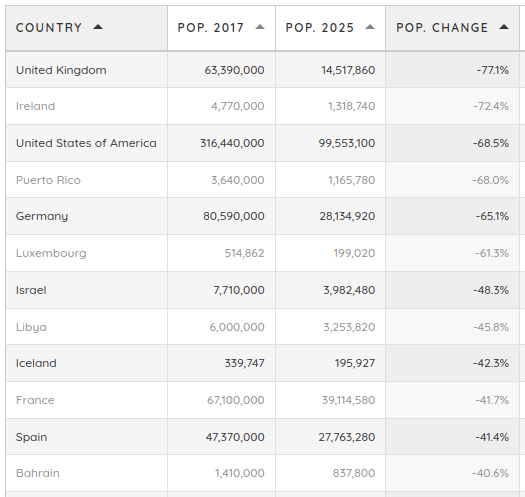 COUNTRY POP. 2017 POP. 2025 POP. CHANGE
United Kingdom 63,390,000 14,517,860 -77.1%
Ireland 4,770,000 1,318,740 -72.4%
United States of America 316,440,000 99,553,100 -68.5%
Puerto Rico 3,640,000 1,165,780 -68.0%
Germany 80,590,000 28,134,920 -65.1%
Luxembourg 514,862 199,020 -61.3%
Israel 7,710,000 3,982,480 -48.3%
Libya 6,000,000 3,253,820 -45.8%
Iceland 339,747 195,927 -42.3%
France 67,100,000 39,114,580 -41.7%
Spain 47,370,000 27,763,280 -41.4%
Bahrain 1,410,000 837,800 -40.6%